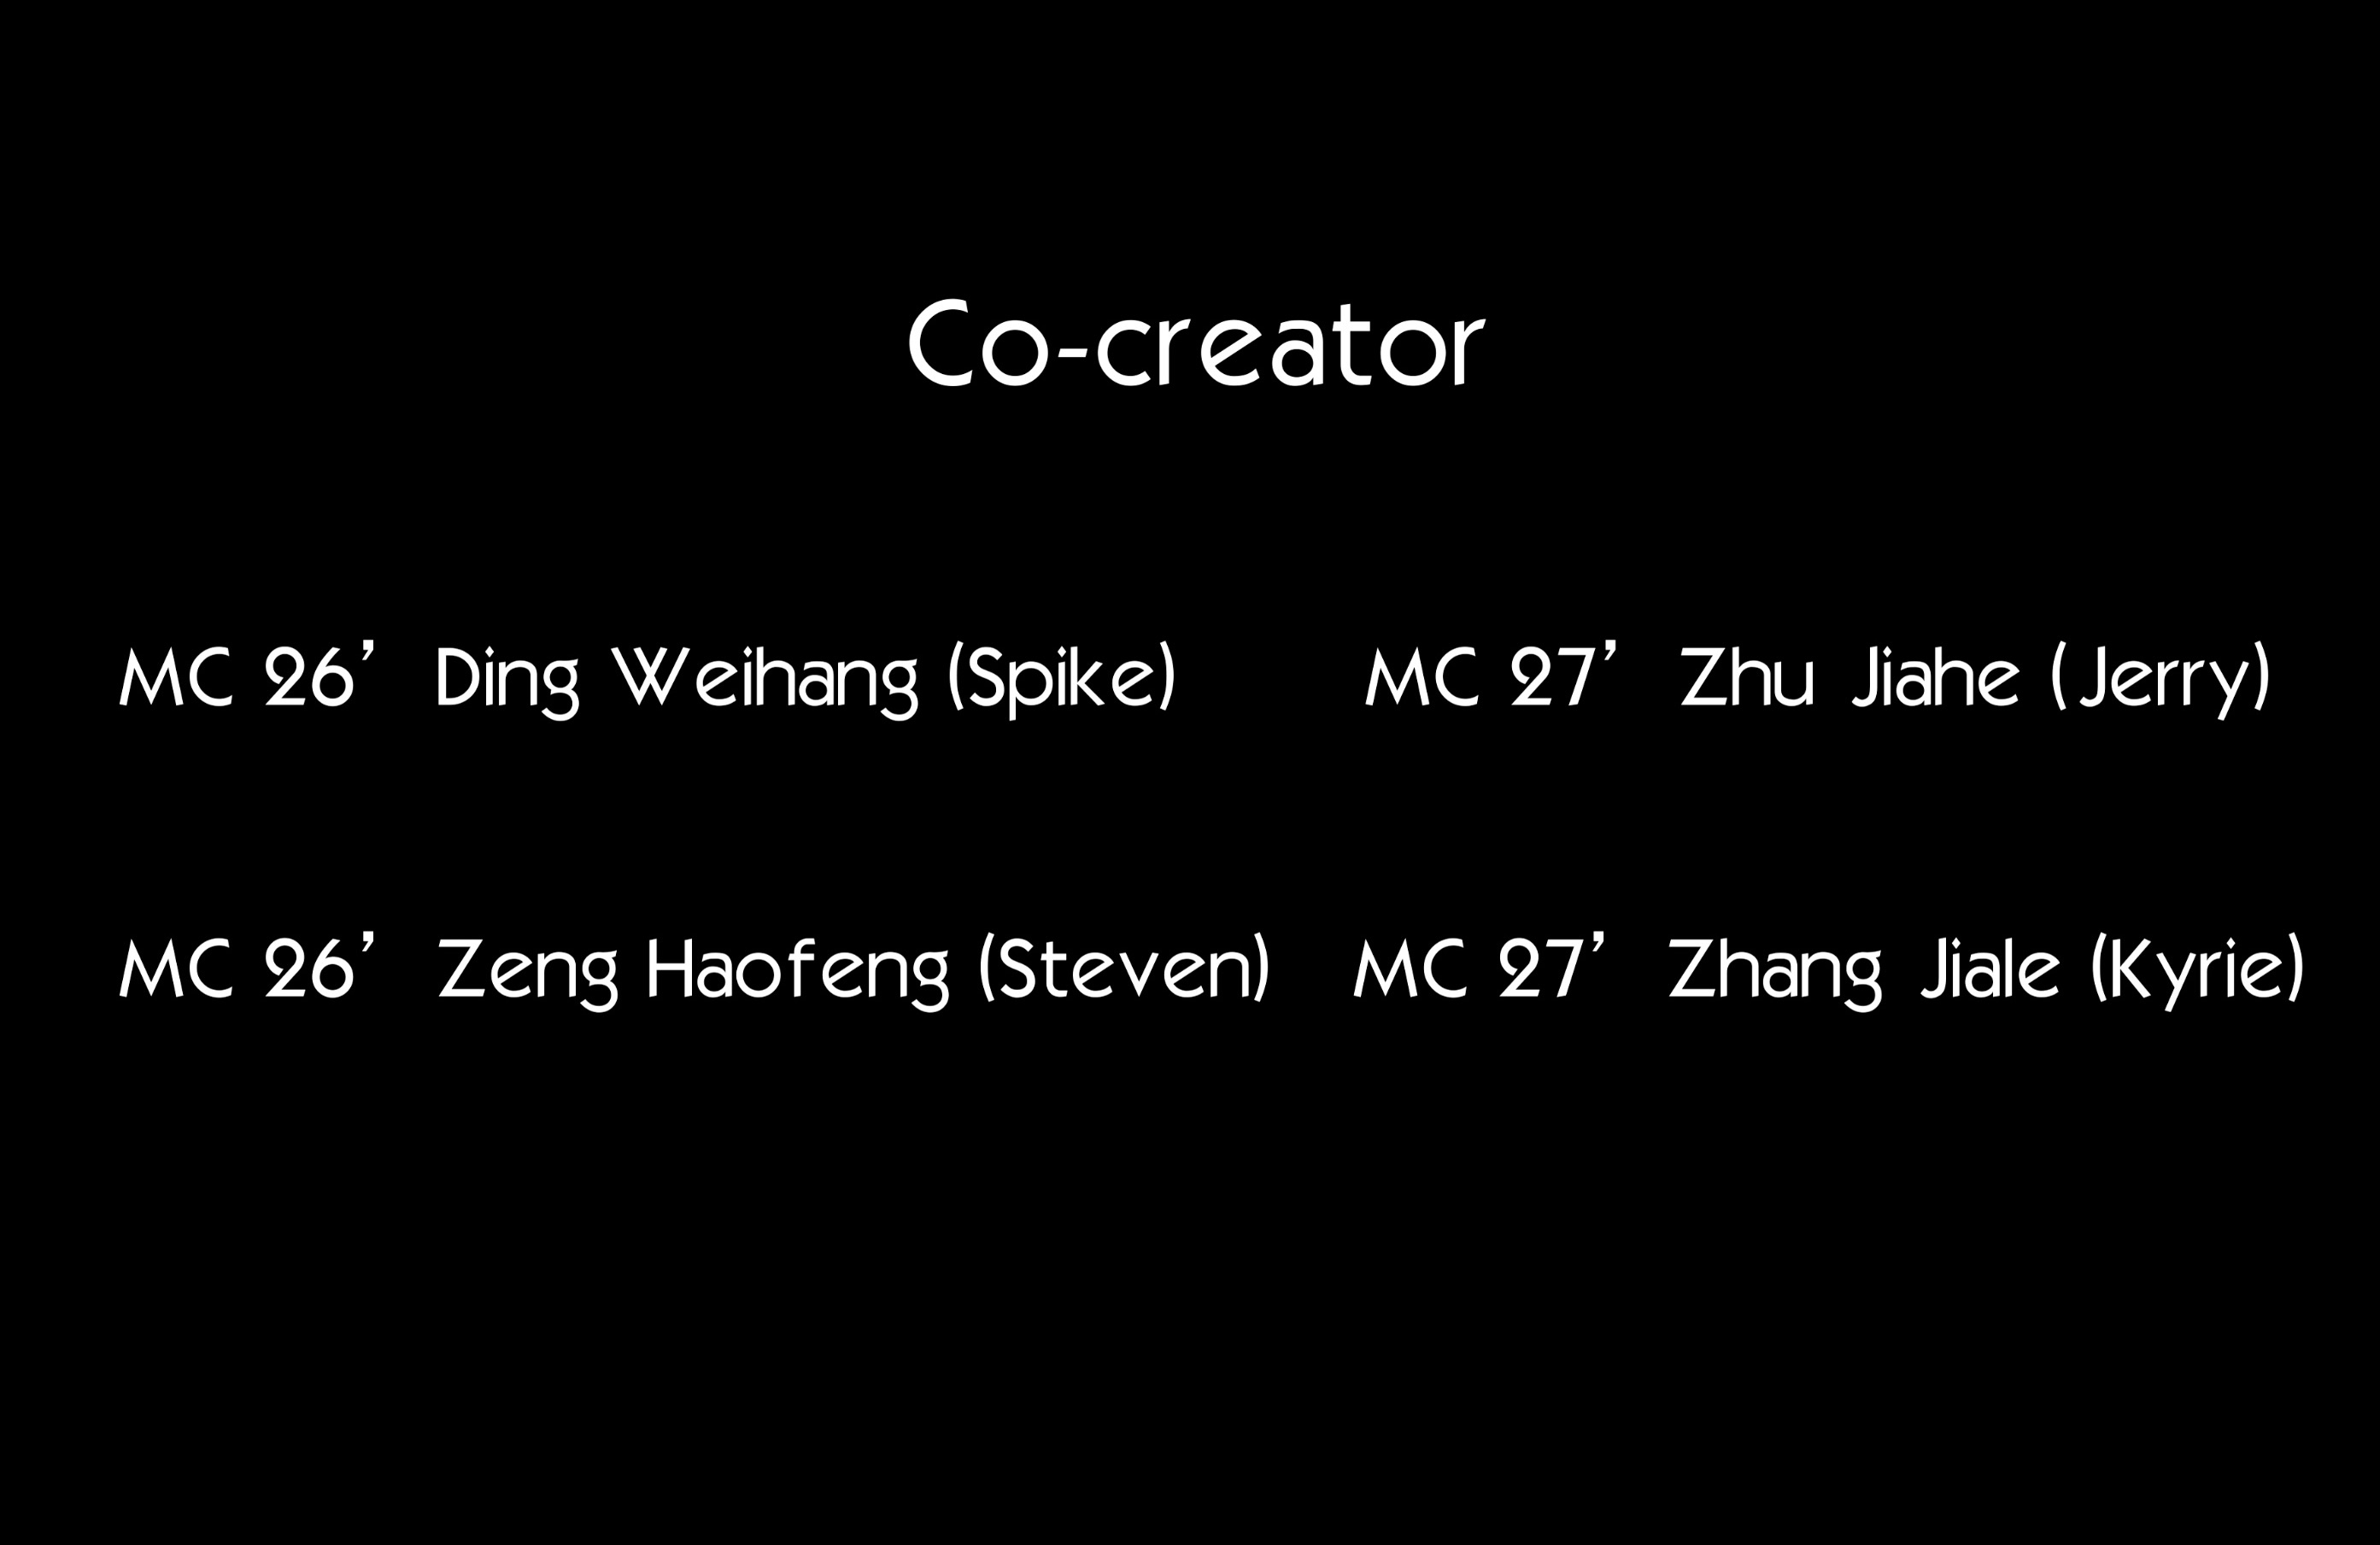 Co-creator
MC 26’ Ding Weihang (Spike) MC 27’ Zhu Jiahe (Jerry)
MC 26’ Zeng Haofeng (Steven) MC 27’ Zhang Jiale (Kyrie)